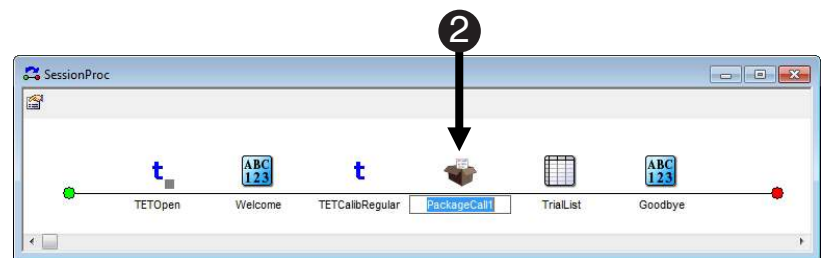 2
SessionProc
t
ABC
123
t
ABC
123
TETOpen
Welcome
TETCalibRegular
PackageCall1
TrialList
Goodbye